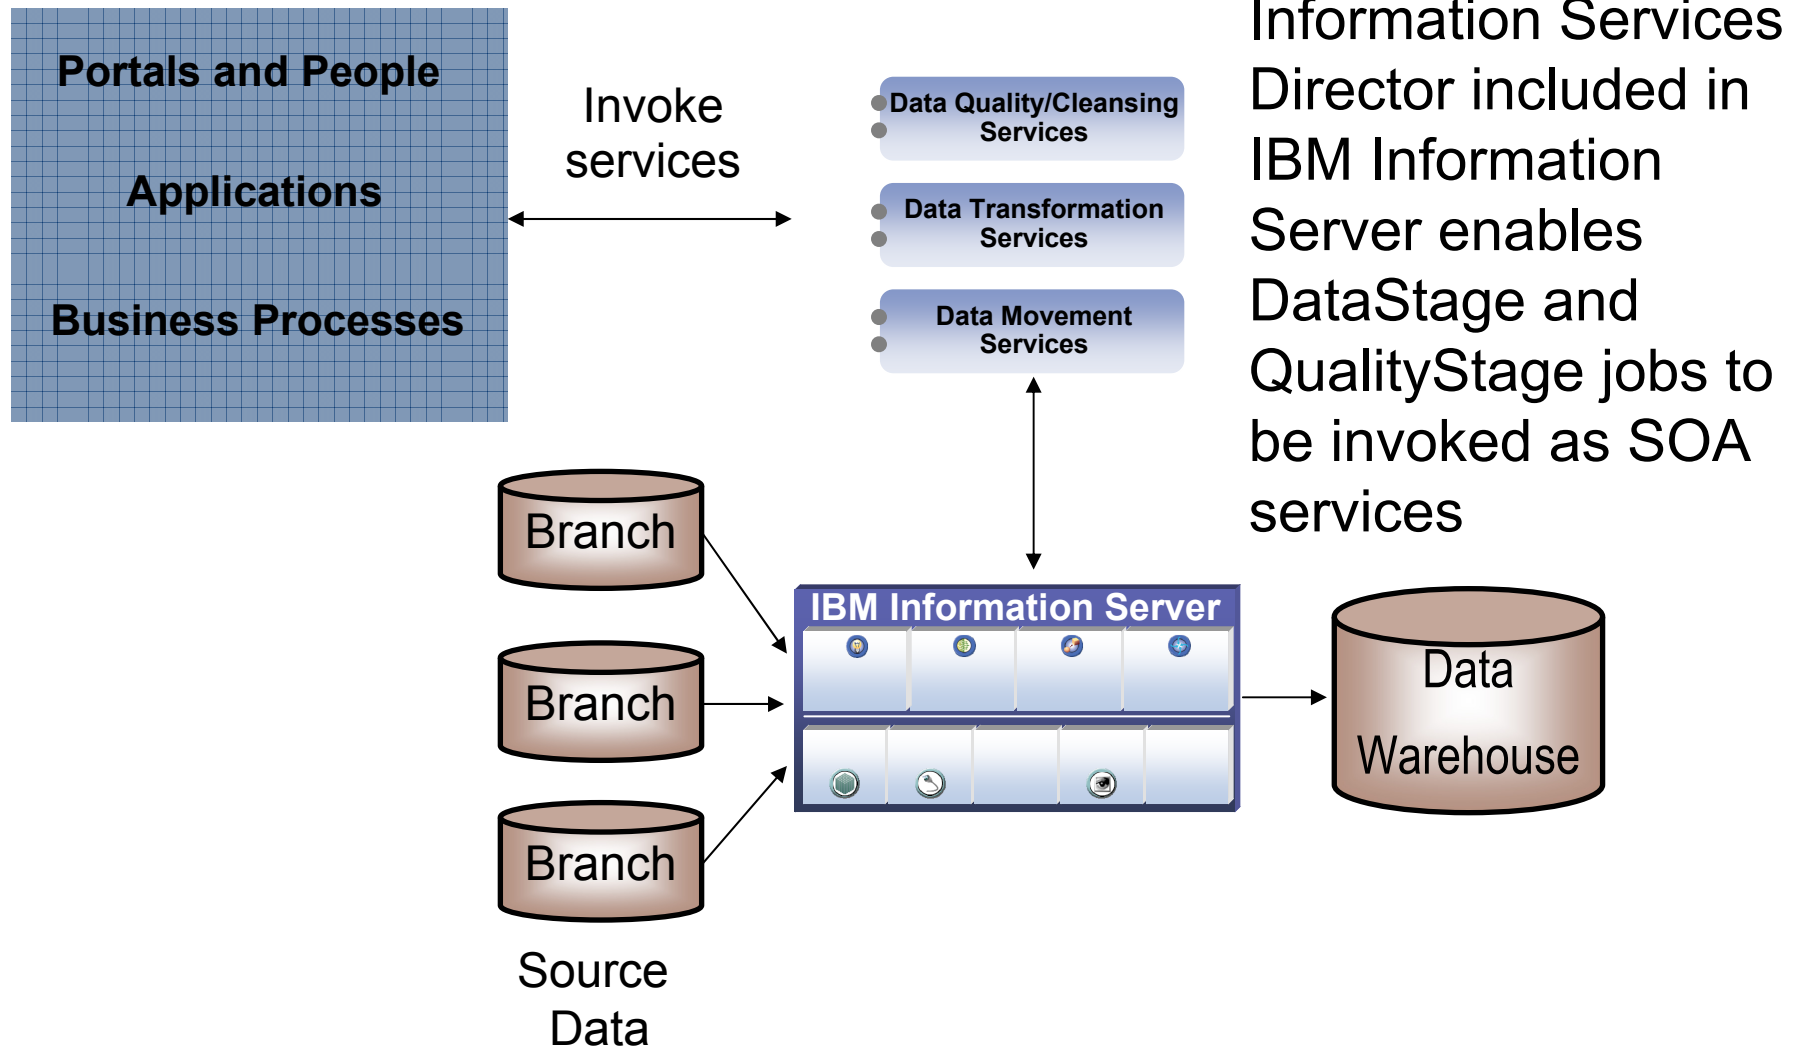 Portals and People
Applications
Business Processes
Invoke
services
Data Quality/Cleansing
Services
Data Transformation
Services
Data Movement
Services
Information Services
Director included in
IBM Information
Server enables
DataStage and
QualityStage jobs to
be invoked as SOA
services
Branch
Branch
Branch
Source
Data
IBM Information Server
Data
Warehouse